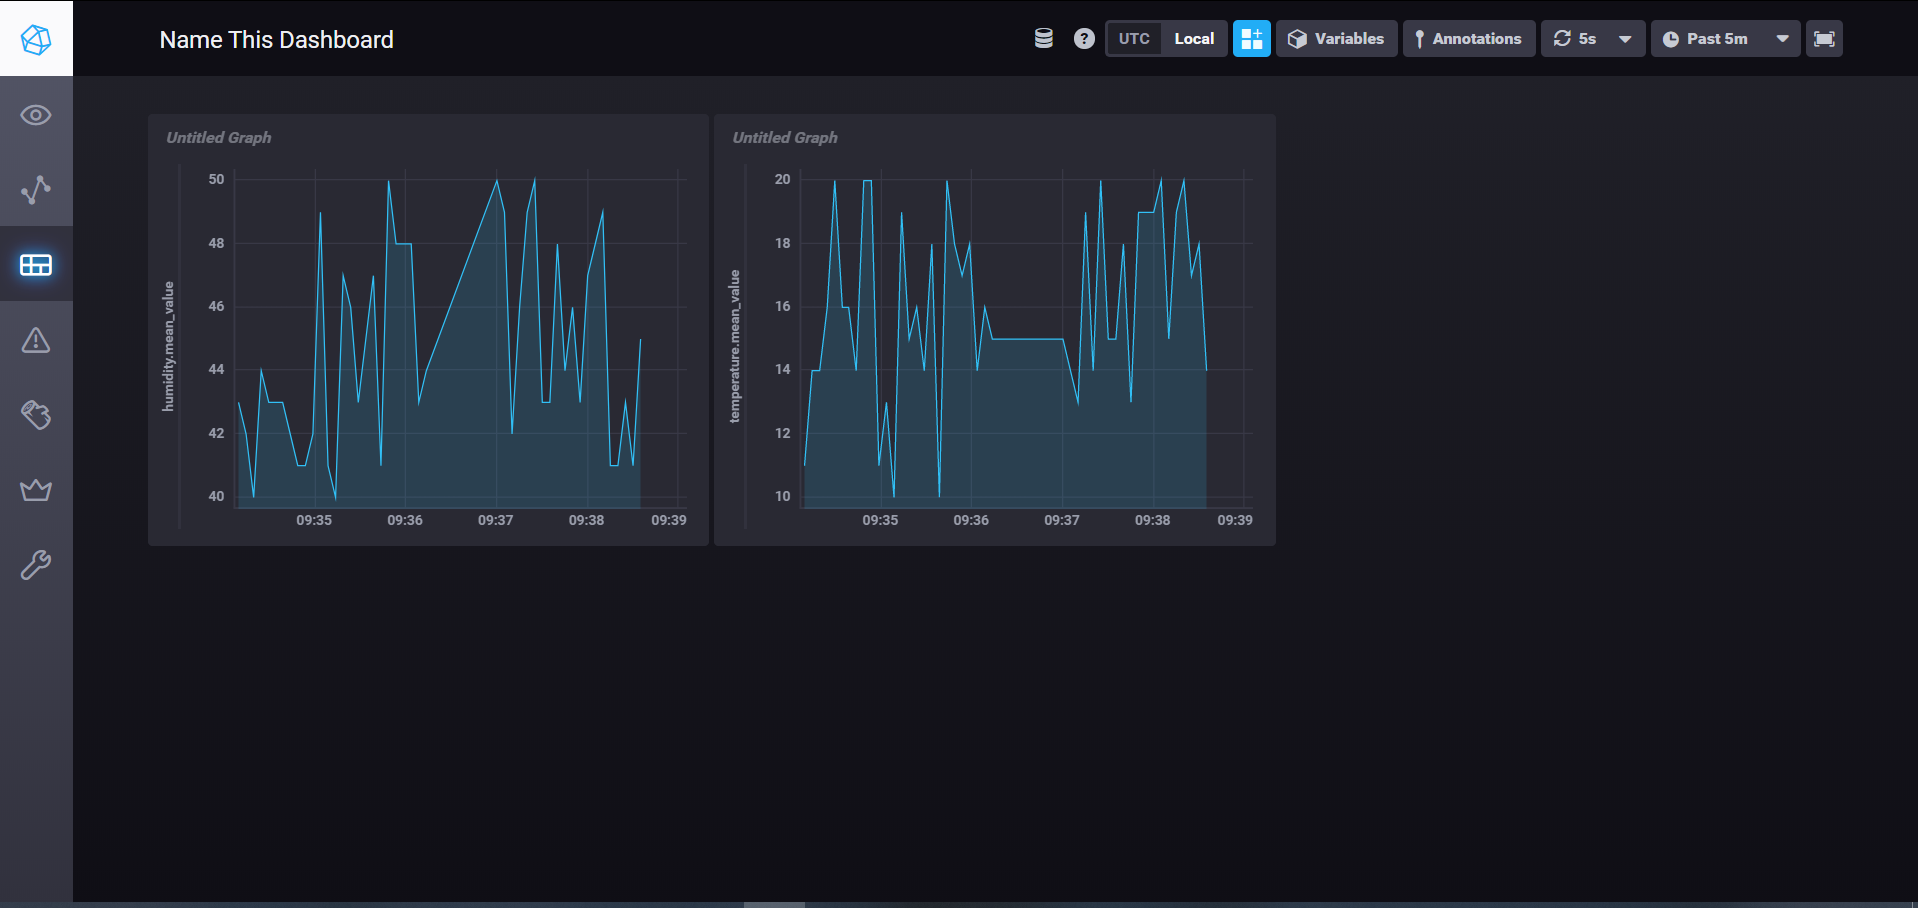 Name This Dashboard
? UTC Local Variables Annotations 5s Past 5m
Untitled Graph
humidity.mean_value
50
48
46
44
42
40
09:35 09:36 09:37 09:38 09:39
Untitled Graph
temperature.mean_value
20
18
16
14
12
10
09:35 09:36 09:37 09:38 09:39